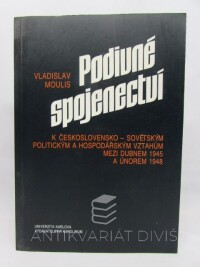 VLADISLAV
MOULIS
Podivné
spojenectví
K ČESKOSLOVENSKO – SOVĚTSKÝM
POLITICKÝM A HOSPODÁŘSKÝM VZTAHŮM
MEZI DUBNEM 1945
A ÚNOREM 1948
UNIVERZITA KARLOVA
VYDAVATELSTVÍ KAROLINUM
ANTIKVARIÁT DIVIŠ